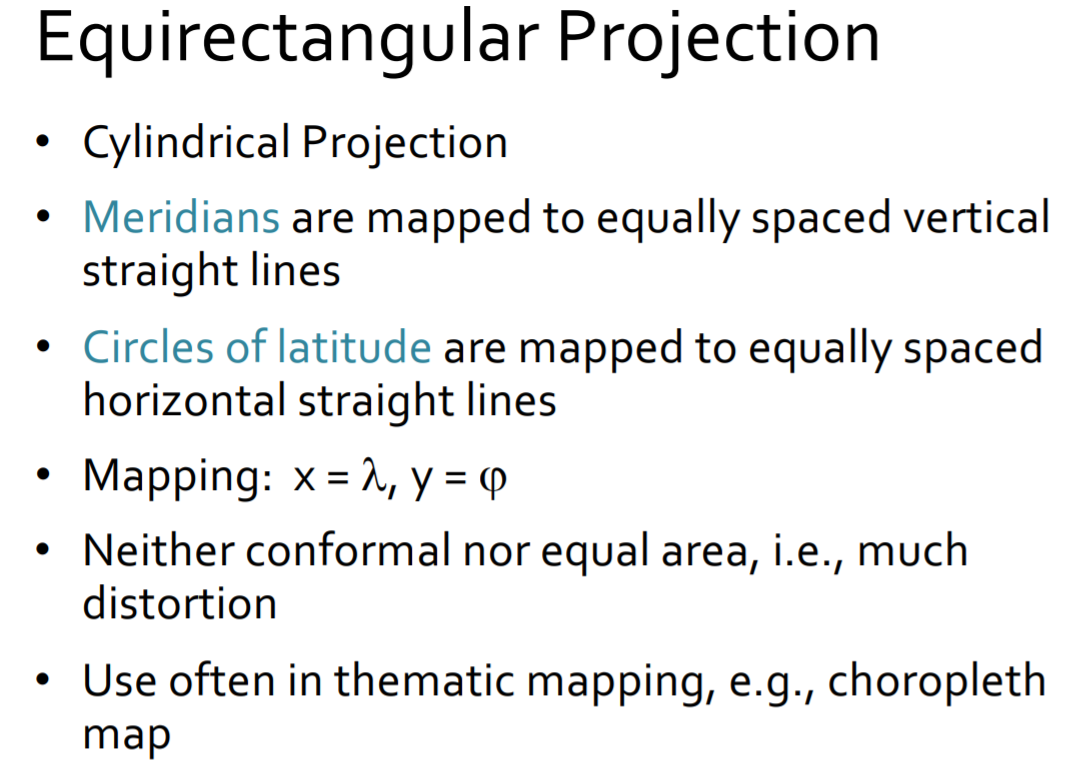 Equirectangular Projection
• Cylindrical Projection
• Meridians are mapped to equally spaced vertical
straight lines
• Circles of latitude are mapped to equally spaced
horizontal straight lines
• Mapping: x = λ, y = φ
• Neither conformal nor equal area, i.e., much
distortion
• Use often in thematic mapping, e.g., choropleth
map